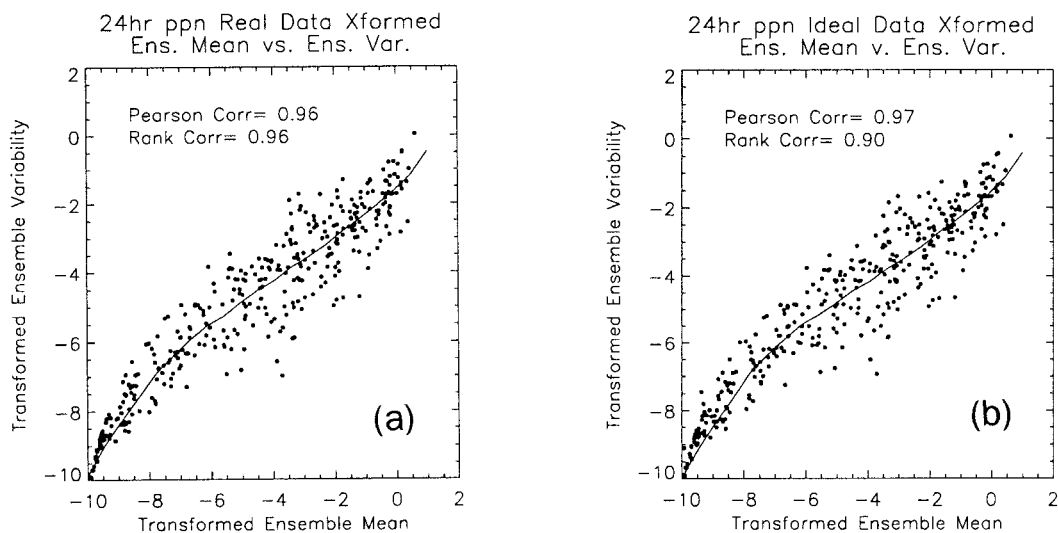 24hr ppn Real Data Xformed
Ens. Mean vs. Ens. Var.
Pearson Corr= 0.96
Rank Corr= 0.96
Transformed Ensemble Variability
2
0
−2
−4
−6
−8
−10
(a)
−10 −8 −6 −4 −2 0 2
Transformed Ensemble Mean
24hr ppn Ideal Data Xformed
Ens. Mean v. Ens. Var.
Pearson Corr= 0.97
Rank Corr= 0.90
Transformed Ensemble Variability
2
0
−2
−4
−6
−8
−10
(b)
−10 −8 −6 −4 −2 0 2
Transformed Ensemble Mean